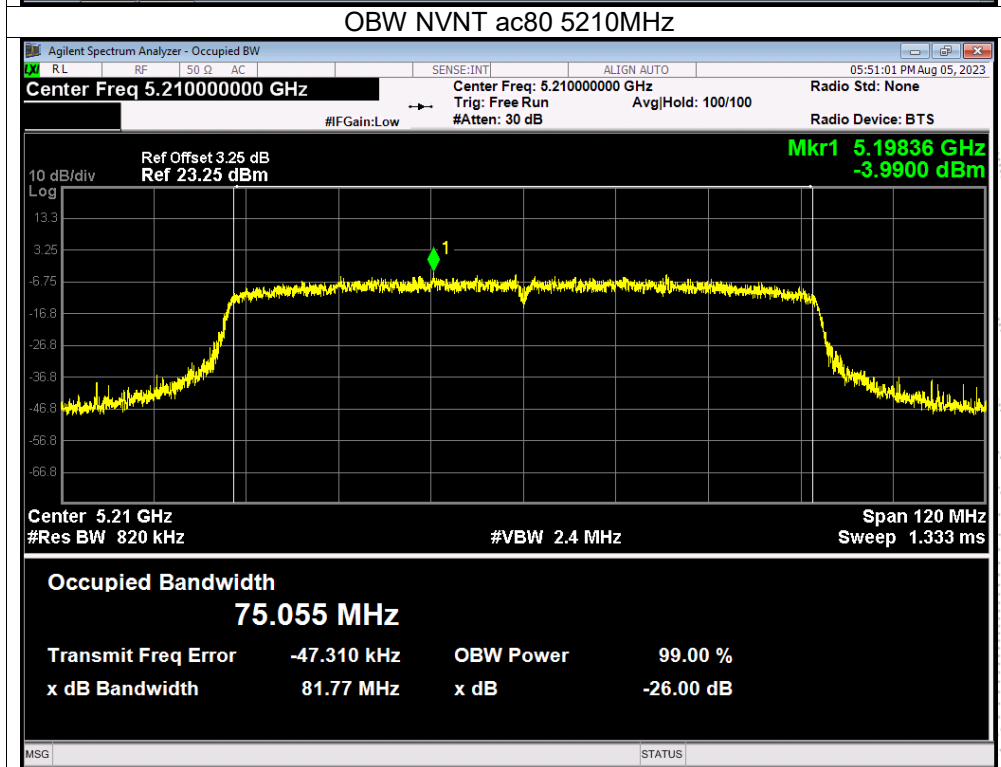 OBW NVNT ac80 5210MHz
Agilent Spectrum Analyzer - Occupied BW
LXI RL RF 50 Ω AC SENSE:INT ALIGN AUTO 05:51:01 PM Aug 05, 2023
Center Freq 5.210000000 GHz Center Freq: 5.210000000 GHz Radio Std: None
Trig: Free Run Avg|Hold: 100/100
#IFGain:Low #Atten: 30 dB Radio Device: BTS
Mkr1 5.19836 GHz
-3.9900 dBm
Ref Offset 3.25 dB
10 dB/div Ref 23.25 dBm
Log
13.3
1
3.25
-6.75
-16.8
-26.8
-36.8
-46.8
-56.8
-66.8
Center 5.21 GHz Span 120 MHz
#Res BW 820 kHz #VBW 2.4 MHz Sweep 1.333 ms
Occupied Bandwidth
75.055 MHz
Transmit Freq Error -47.310 kHz OBW Power 99.00 %
x dB Bandwidth 81.77 MHz x dB -26.00 dB
MSG STATUS